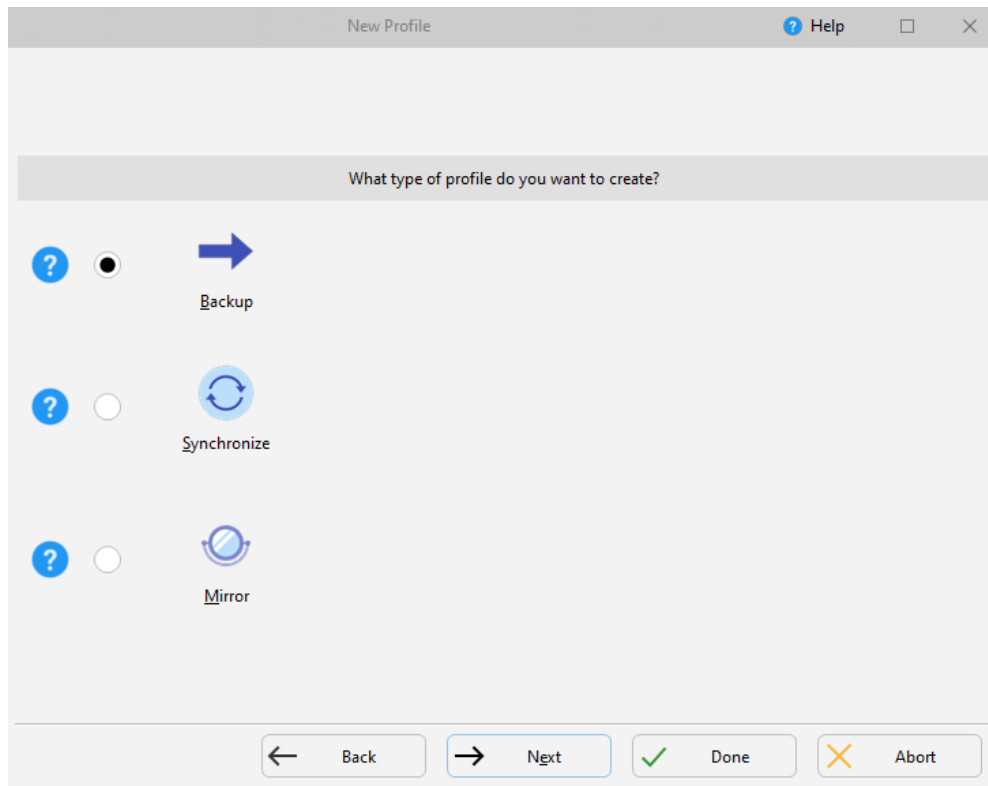 New Profile
Help
What type of profile do you want to create?
Backup
Synchronize
Mirror
Back
Next
Done
Abort